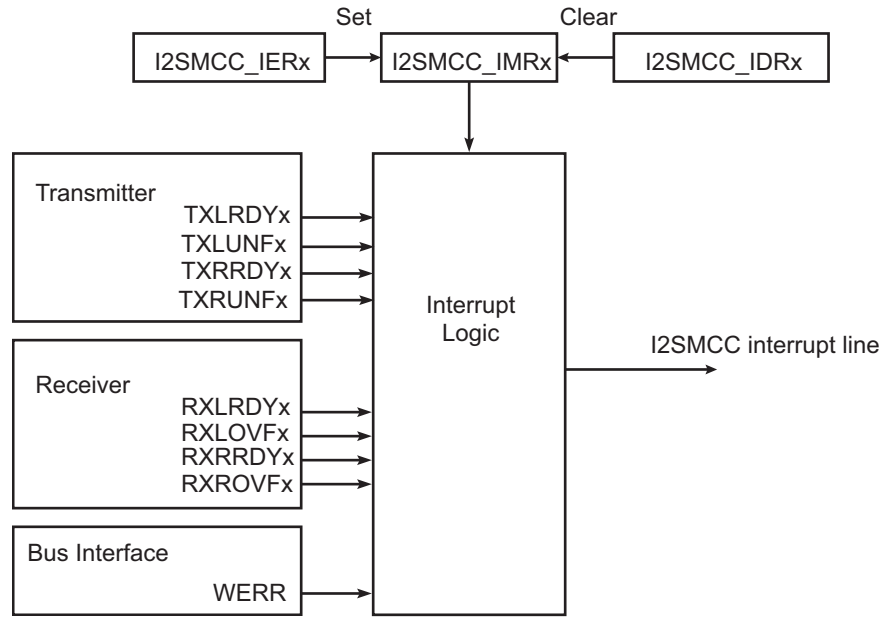 Set
Clear
I2SMCC_IERx
I2SMCC_IMRx
I2SMCC_IDRx
Transmitter
TXLRDYx
TXLUNFx
TXRRDYx
TXRUNFx
Interrupt
Logic
I2SMCC interrupt line
Receiver
RXLRDYx
RXLOVFx
RXRRDYx
RXROVFx
Bus Interface
WERR